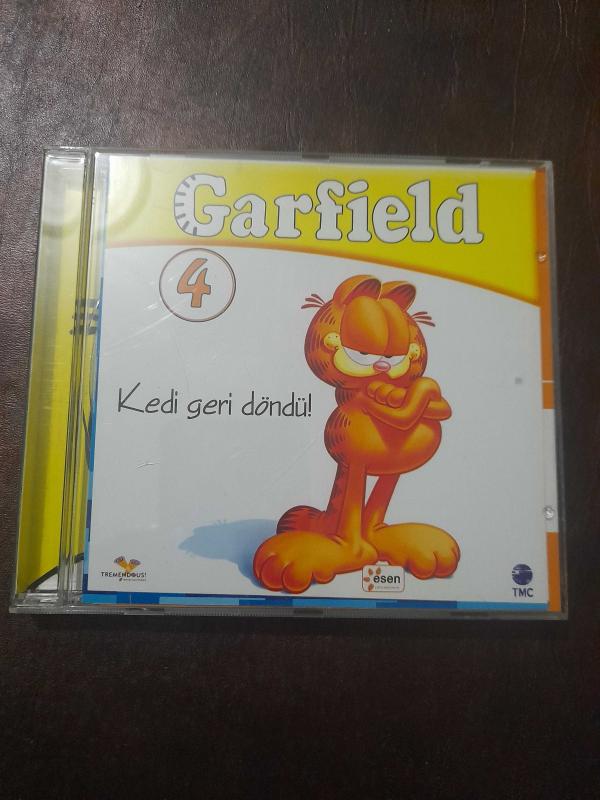 Garfield
4
Kedi geri döndü!
TREMENDOUS!
esen
TMC